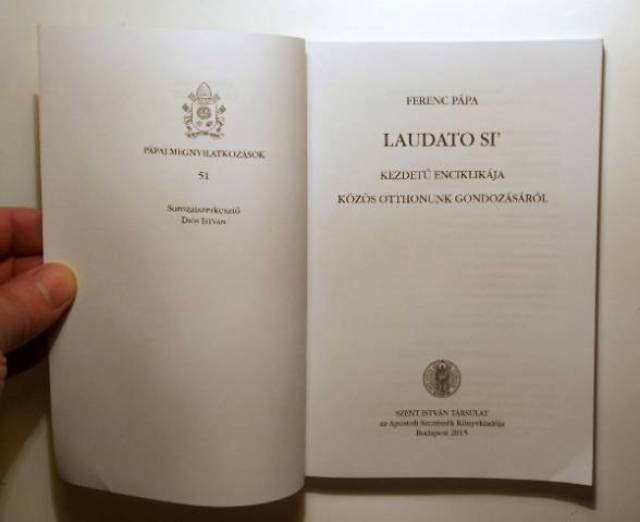 PÁPAI MEGNYILATKOZÁSOK
51
Sorozatszerkesztő
Diós István
FERENC PÁPA
LAUDATO SI’
KEZDETŰ ENCIKLIKÁJA
KÖZÖS OTTHONUNK GONDOZÁSÁRÓL
SZENT ISTVÁN TÁRSULAT
az Apostoli Szentszék Könyvkiadója
Budapest 2015